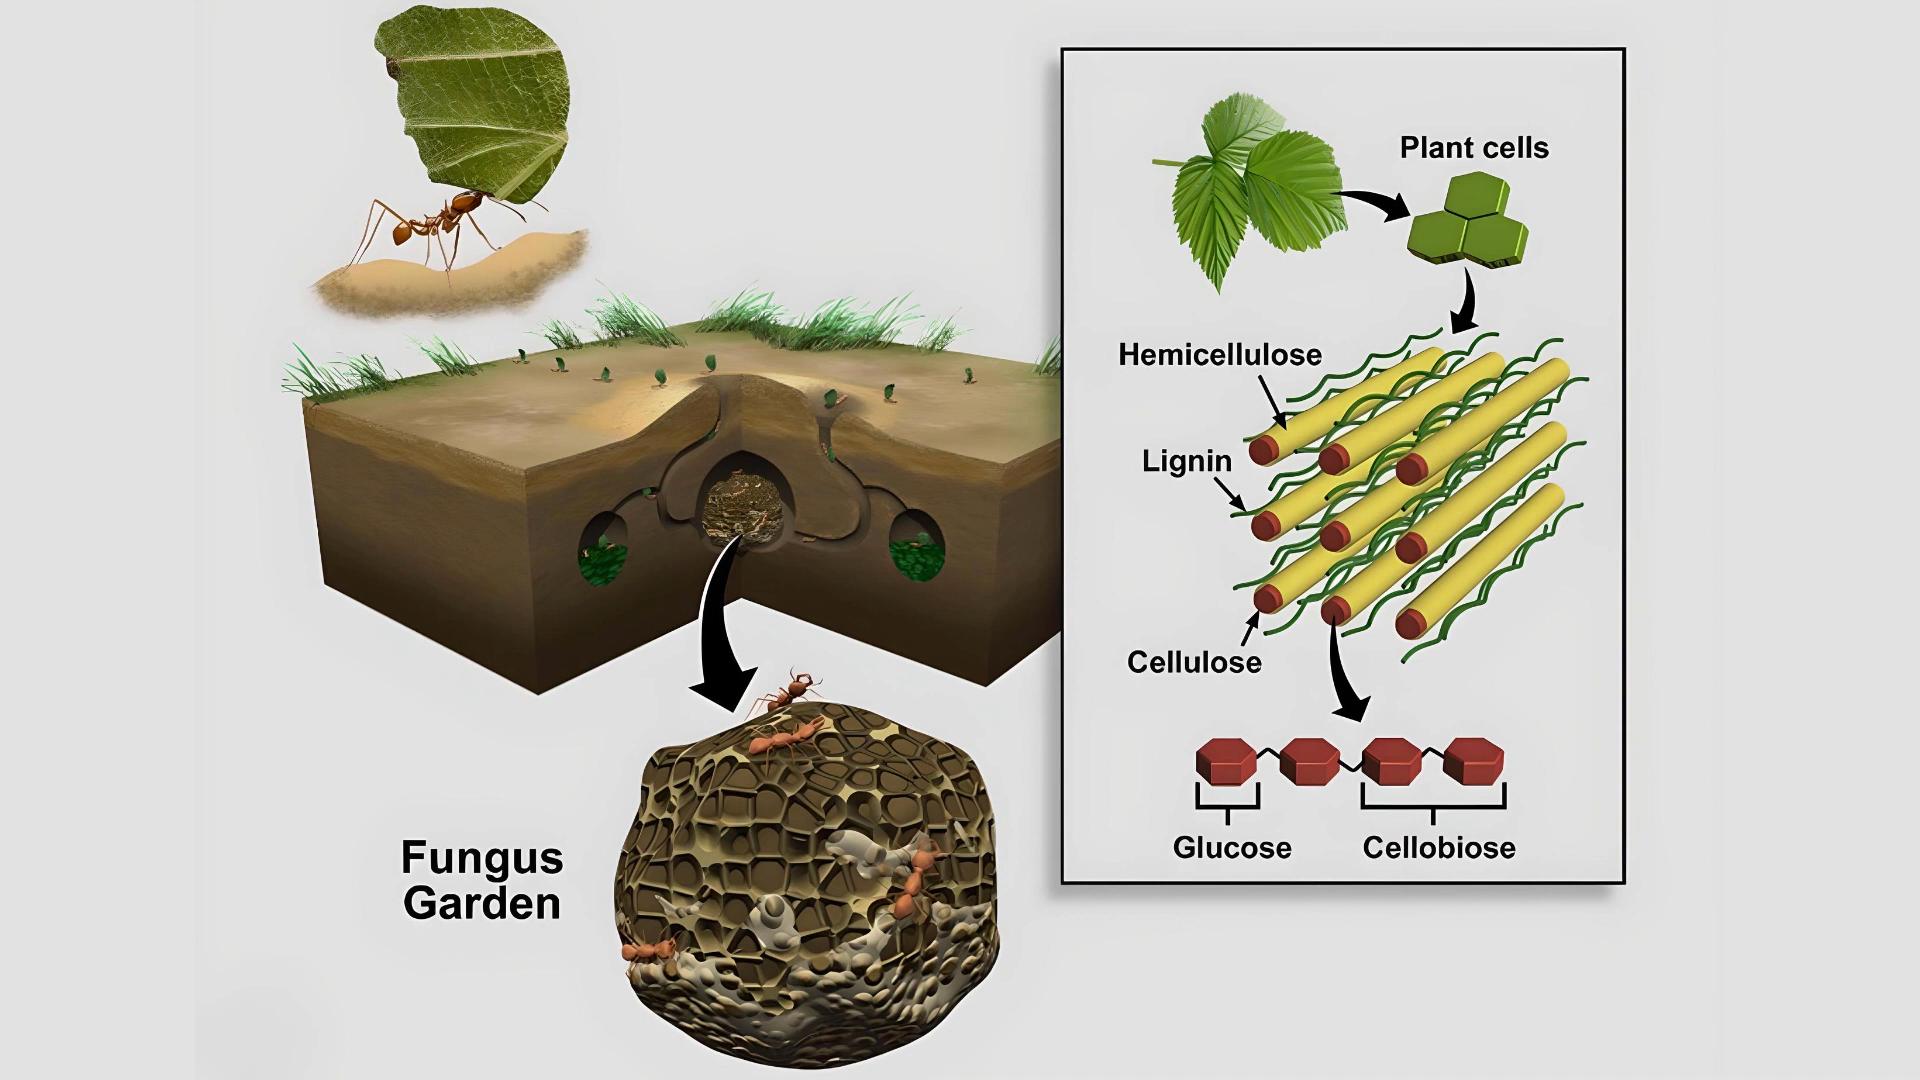 Plant cells
Hemicellulose
Lignin
Cellulose
Glucose
Cellobiose
Fungus
Garden